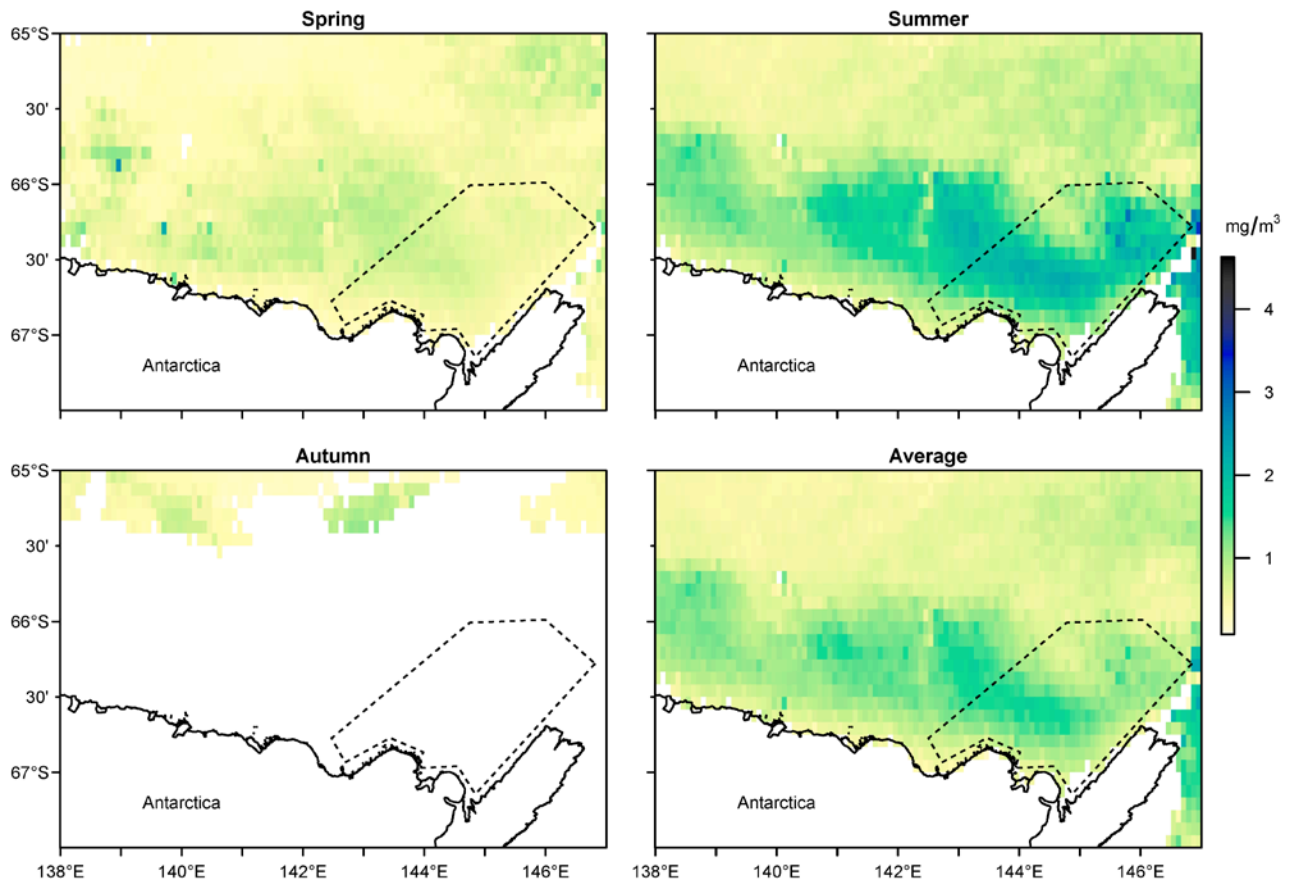 Spring
Summer
65°S
30'
66°S
30'
67°S
Antarctica
Antarctica
mg/m³
4
3
2
1
Autumn
Average
65°S
30'
66°S
30'
67°S
Antarctica
Antarctica
138°E
140°E
142°E
144°E
146°E
138°E
140°E
142°E
144°E
146°E